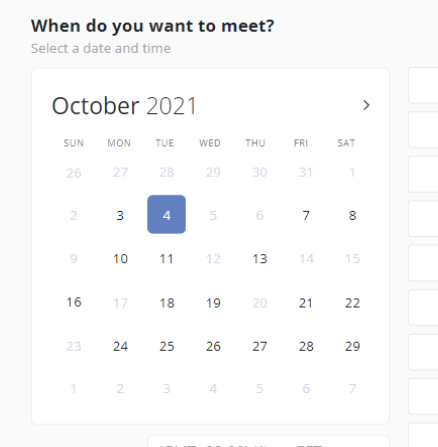 When do you want to meet?
Select a date and time
October 2021 >
SUN MON TUE WED THU FRI SAT
26 27 28 29 30 31 1
2 3 4 5 6 7 8
9 10 11 12 13 14 15
16 17 18 19 20 21 22
23 24 25 26 27 28 29
1 2 3 4 5 6 7